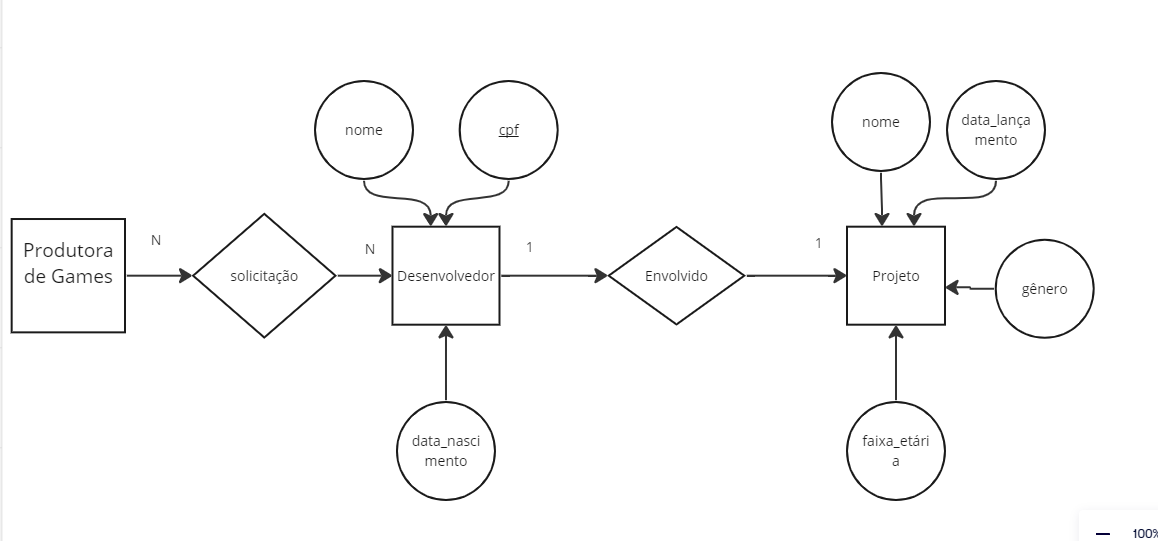 nome
cpf
nome
data_lança
mento
Produtora
de Games
N
solicitação
N
Desenvolvedor
1
Envolvido
1
Projeto
gênero
data_nasci
mento
faixa_etári
a
100%